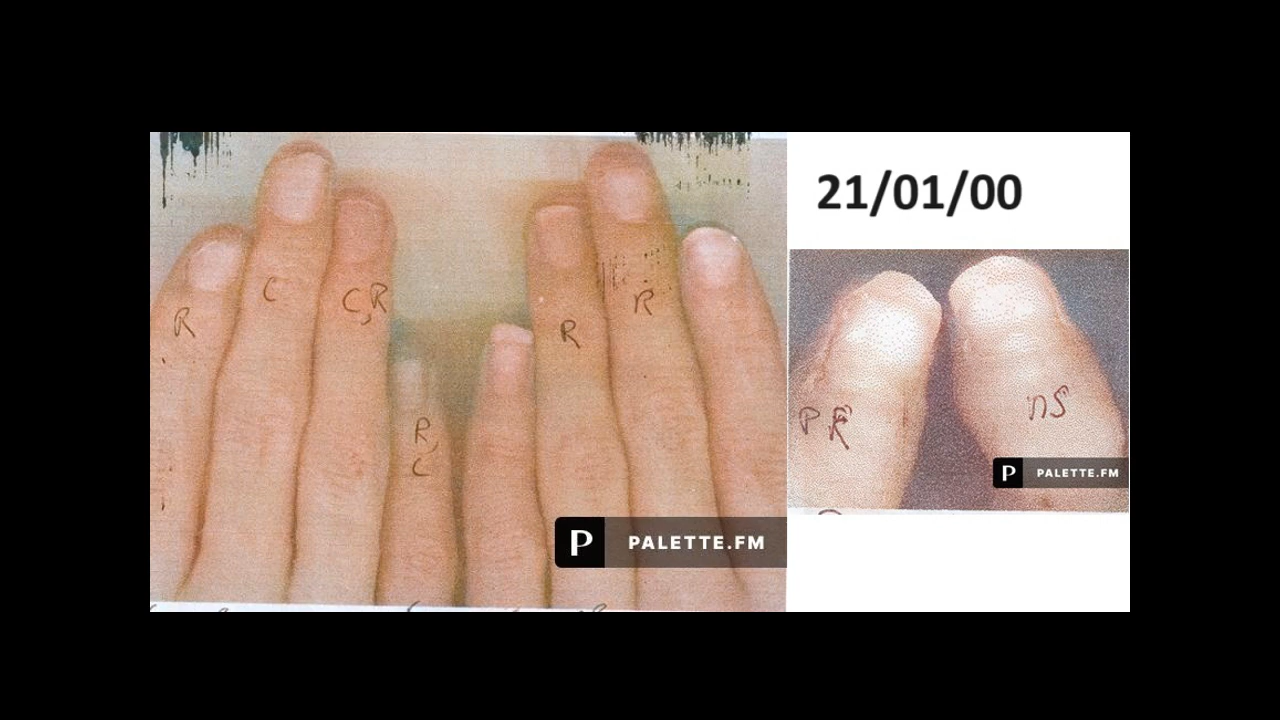 21/01/00
R
C
C,R
R,
C
R
R
PR
nS
P PALETTE.FM
P PALETTE.FM